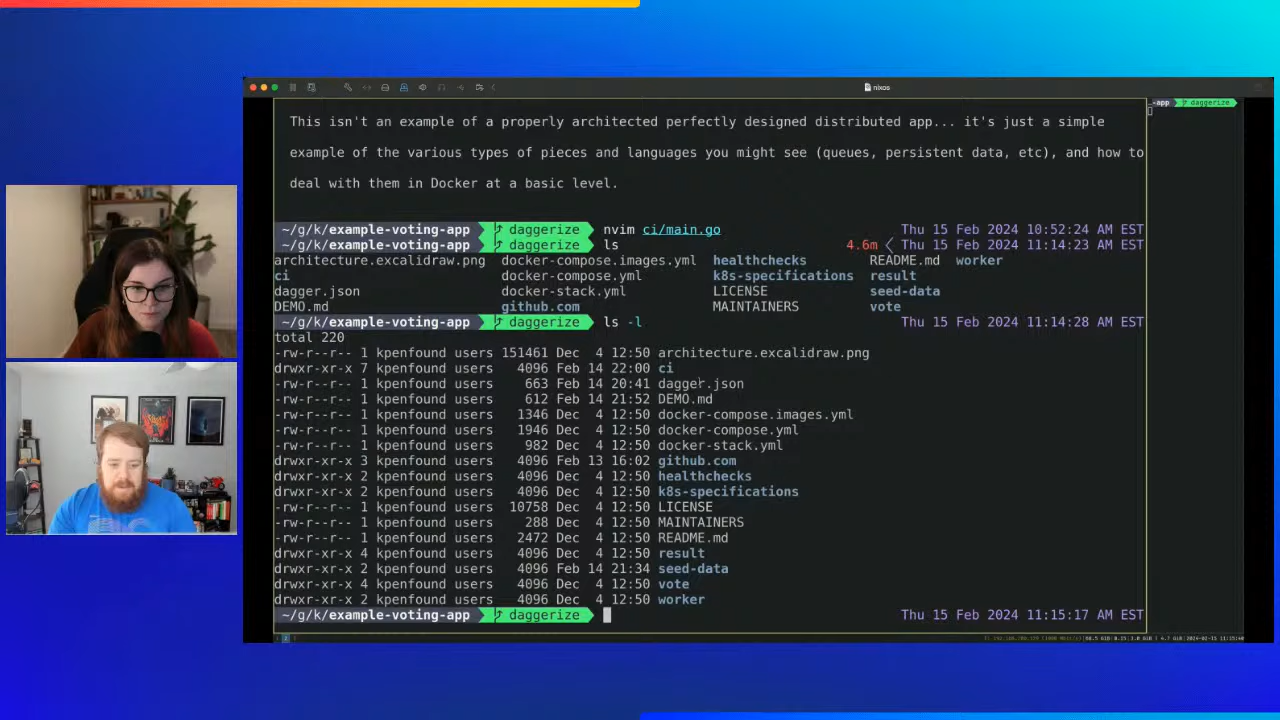 nixos
-app daggerize
This isn't an example of a properly architected perfectly designed distributed app... it's just a simple
example of the various types of pieces and languages you might see (queues, persistent data, etc), and how to
deal with them in Docker at a basic level.
~/g/k/example-voting-app daggerize nvim ci/main.go Thu 15 Feb 2024 10:52:24 AM EST
~/g/k/example-voting-app daggerize ls 4.6m Thu 15 Feb 2024 11:14:23 AM EST
architecture.excalidraw.png docker-compose.images.yml healthchecks README.md worker
ci docker-compose.yml k8s-specifications result
dagger.json docker-stack.yml LICENSE seed-data
DEMO.md github.com MAINTAINERS vote
~/g/k/example-voting-app daggerize ls -l Thu 15 Feb 2024 11:14:28 AM EST
total 220
-rw-r--r-- 1 kpenfound users 151461 Dec 4 12:50 architecture.excalidraw.png
drwxr-xr-x 7 kpenfound users 4096 Feb 14 22:00 ci
-rw-r--r-- 1 kpenfound users 663 Feb 14 20:41 dagger.json
-rw-r--r-- 1 kpenfound users 612 Feb 14 21:52 DEMO.md
-rw-r--r-- 1 kpenfound users 1346 Dec 4 12:50 docker-compose.images.yml
-rw-r--r-- 1 kpenfound users 1946 Dec 4 12:50 docker-compose.yml
-rw-r--r-- 1 kpenfound users 982 Dec 4 12:50 docker-stack.yml
drwxr-xr-x 3 kpenfound users 4096 Feb 13 16:02 github.com
drwxr-xr-x 2 kpenfound users 4096 Dec 4 12:50 healthchecks
drwxr-xr-x 2 kpenfound users 4096 Dec 4 12:50 k8s-specifications
-rw-r--r-- 1 kpenfound users 10758 Dec 4 12:50 LICENSE
-rw-r--r-- 1 kpenfound users 288 Dec 4 12:50 MAINTAINERS
-rw-r--r-- 1 kpenfound users 2472 Dec 4 12:50 README.md
drwxr-xr-x 4 kpenfound users 4096 Dec 4 12:50 result
drwxr-xr-x 2 kpenfound users 4096 Feb 14 21:34 seed-data
drwxr-xr-x 4 kpenfound users 4096 Dec 4 12:50 vote
drwxr-xr-x 2 kpenfound users 4096 Dec 4 12:50 worker
~/g/k/example-voting-app daggerize Thu 15 Feb 2024 11:15:17 AM EST